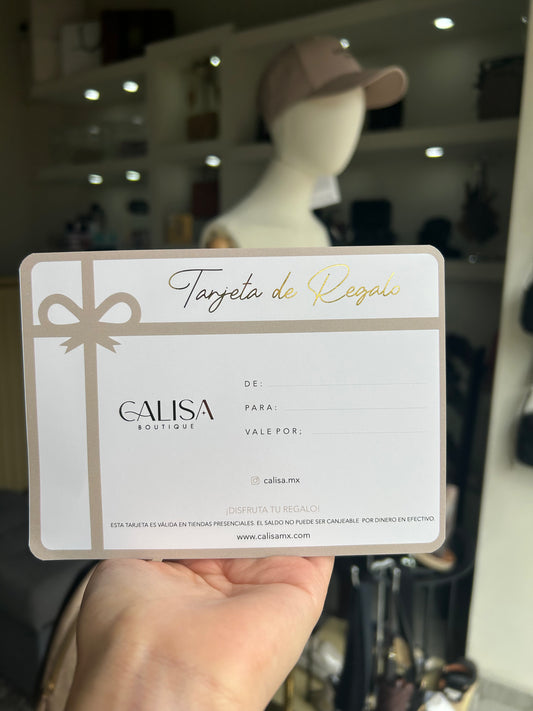 Tarjeta de Regalo
DE:
CALISA
BOUTIQUE
PARA:
VALE POR;
calisa.mx
¡DISFRUTA TU REGALO!
ESTA TARJETA ES VÁLIDA EN TIENDAS PRESENCIALES. EL SALDO NO PUEDE SER CANJEABLE POR DINERO EN EFECTIVO.
www.calisamx.com